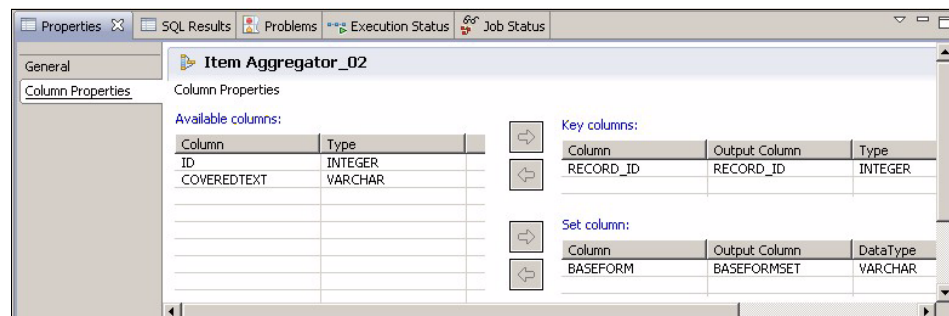 Properties SQL Results Problems Execution Status Job Status
General
Column Properties
Item Aggregator_02
Column Properties
Available columns:
Column Type
ID INTEGER
COVEREDTEXT VARCHAR
Key columns:
Column Output Column Type
RECORD_ID RECORD_ID INTEGER
Set column:
Column Output Column DataType
BASEFORM BASEFORMSET VARCHAR